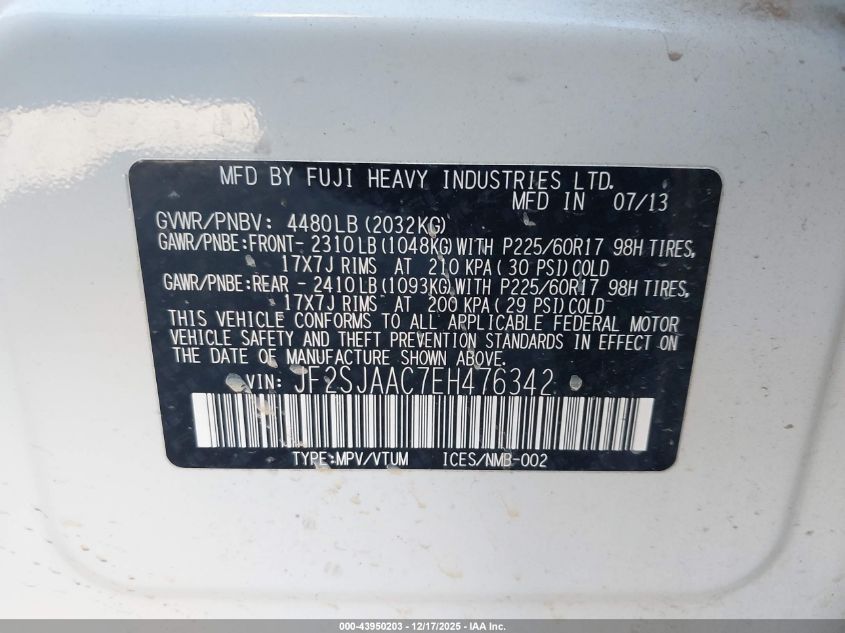 MFD BY FUJI HEAVY INDUSTRIES LTD.
MFD IN 07/13
GVWR/PNBV: 4480LB(2032KG)
GAWR/PNBE:FRONT- 2310LB(1048KG)WITH P225/60R17 98H TIRES,
17X7J RIMS AT 210 KPA(30 PSI)COLD
GAWR/PNBE:REAR - 2410LB(1093KG)WITH P225/60R17 98H TIRES,
17X7J RIMS AT 200 KPA(29 PSI)COLD
THIS VEHICLE CONFORMS TO ALL APPLICABLE FEDERAL MOTOR
VEHICLE SAFETY AND THEFT PREVENTION STANDARDS IN EFFECT ON
THE DATE OF MANUFACTURE SHOWN ABOVE.
VIN: JF2SJAAC7EH476342
TYPE:MPV/VTUM ICES/NMB-002
000-43950203 - 12/17/2025 - IAA Inc.